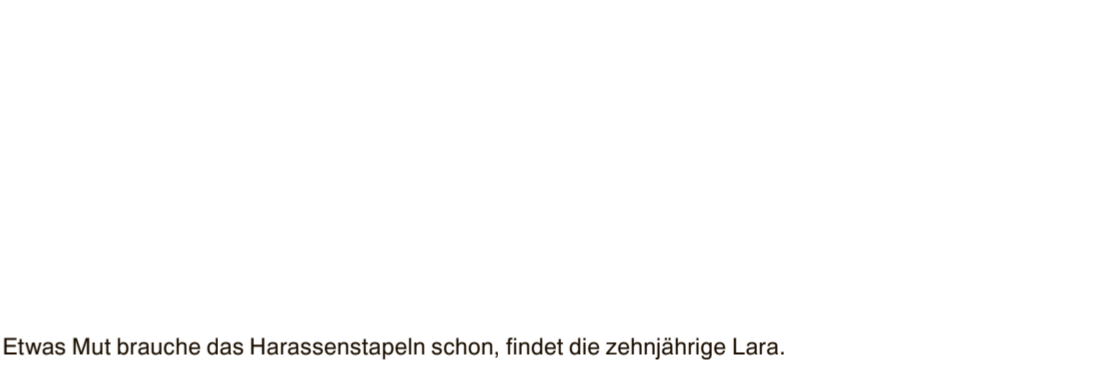 Etwas Mut brauche das Harassenstapeln schon, findet die zehnjährige Lara.